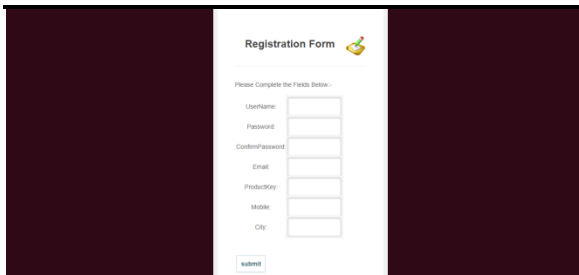 Registration Form
Please Complete the Fields Below:-
UserName:
Password:
ConfirmPassword:
Email:
ProductKey:
Mobile:
City:
submit